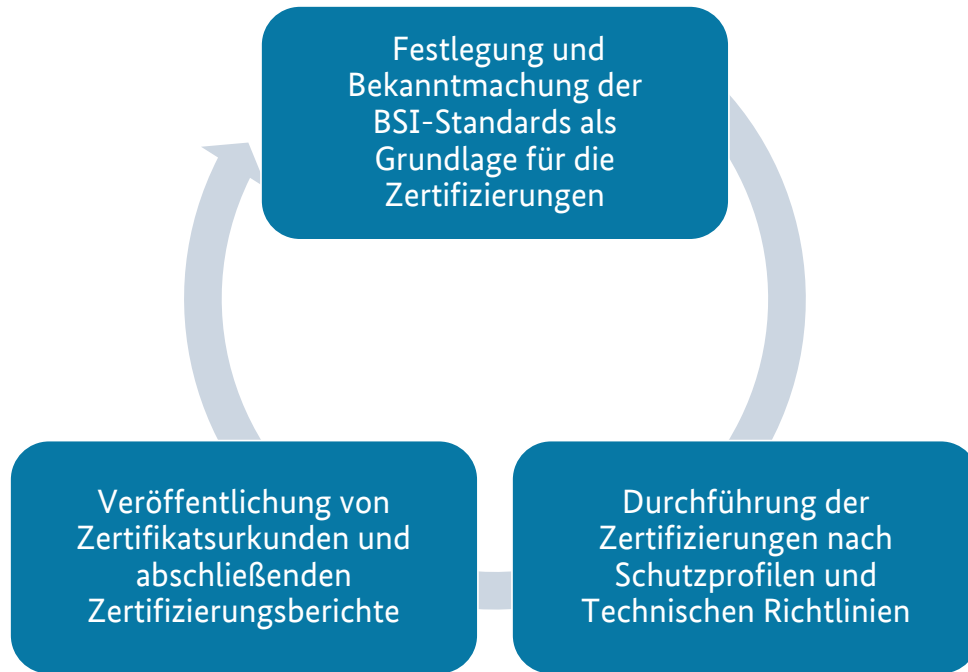 Festlegung und
Bekanntmachung der
BSI-Standards als
Grundlage für die
Zertifizierungen
Veröffentlichung von
Zertifikatsurkunden und
abschließenden
Zertifizierungsberichte
Durchführung der
Zertifizierungen nach
Schutzprofilen und
Technischen Richtlinien